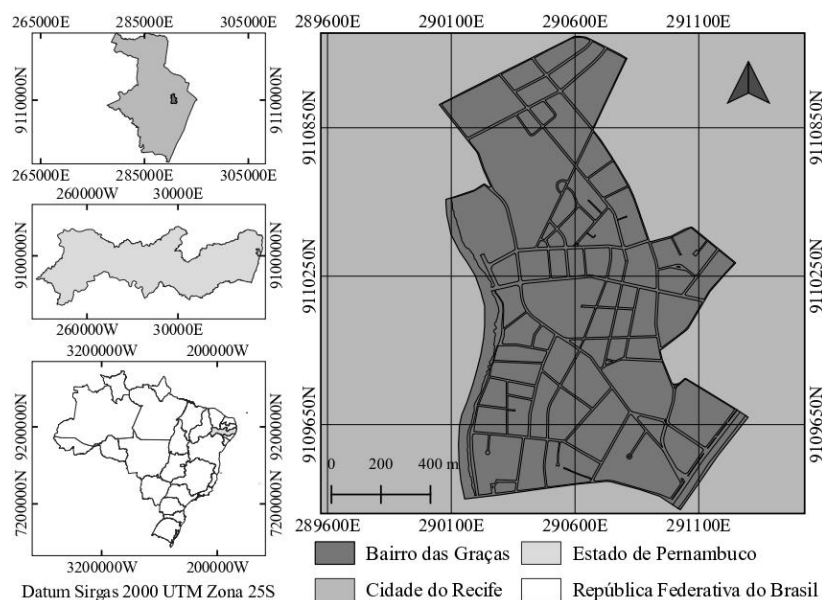 265000E 285000E 305000E
9110000N 9110000N
265000E 285000E 305000E
260000W 30000E
9100000N 9100000N
260000W 30000E
3200000W 200000W
9200000N 9200000N
7200000N 7200000N
3200000W 200000W
Datum Sirgas 2000 UTM Zona 25S
289600E 290100E 290600E 291100E
9110850N 9110850N
9110250N 9110250N
9109650N 9109650N
0 200 400 m
289600E 290100E 290600E 291100E
Bairro das Graças
Estado de Pernambuco
Cidade do Recife
República Federativa do Brasil